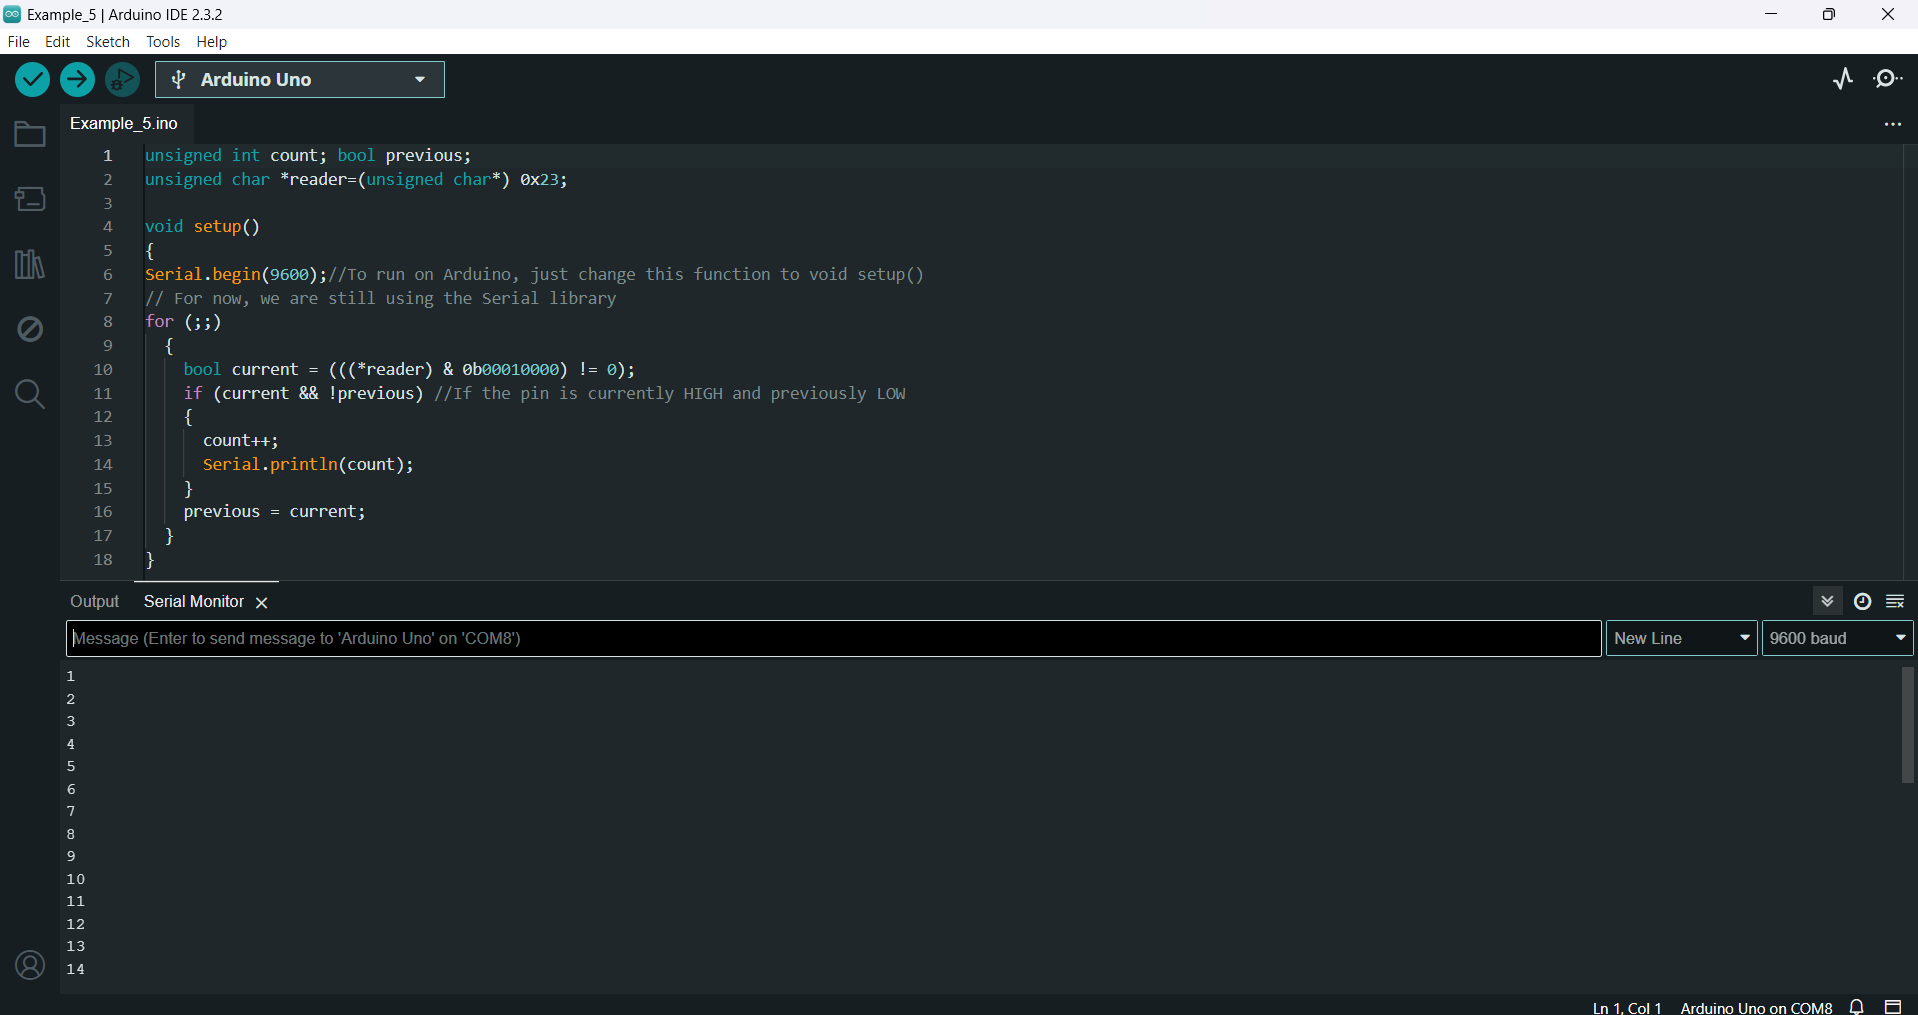 Example_5 | Arduino IDE 2.3.2
File Edit Sketch Tools Help
Arduino Uno
Example_5.ino
1 unsigned int count; bool previous;
2 unsigned char *reader=(unsigned char*) 0x23;
3
4 void setup()
5 {
6 Serial.begin(9600);//To run on Arduino, just change this function to void setup()
7 // For now, we are still using the Serial library
8 for (;;)
9 {
10 bool current = (((*reader) & 0b00010000) != 0);
11 if (current && !previous) //If the pin is currently HIGH and previously LOW
12 {
13 count++;
14 Serial.println(count);
15 }
16 previous = current;
17 }
18 }
Output Serial Monitor
Message (Enter to send message to 'Arduino Uno' on 'COM8') New Line 9600 baud
1
2
3
4
5
6
7
8
9
10
11
12
13
14
Ln 1, Col 1 Arduino Uno on COM8